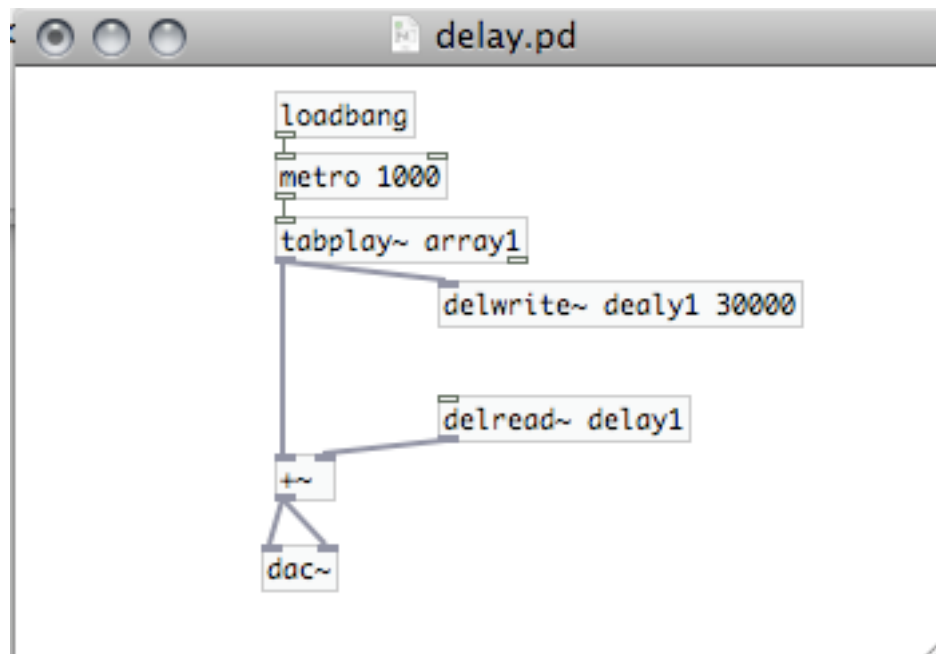 delay.pd
loadbang
metro 1000
tabplay~ array1
delwrite~ dealy1 30000
delread~ delay1
+~
dac~